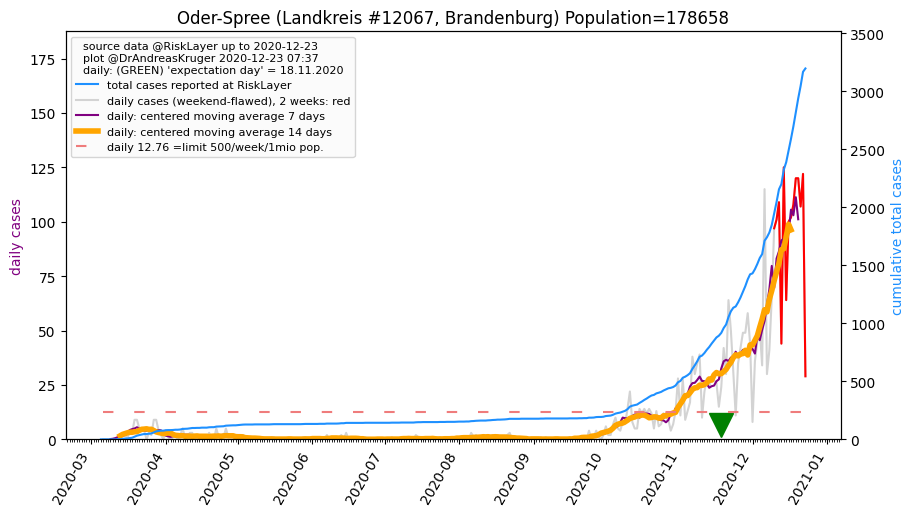 Oder-Spree (Landkreis #12067, Brandenburg) Population=178658
source data @RiskLayer up to 2020-12-23
plot @DrAndreasKruger 2020-12-23 07:37
daily: (GREEN) 'expectation day' = 18.11.2020
total cases reported at RiskLayer
daily cases (weekend-flawed), 2 weeks: red
daily: centered moving average 7 days
daily: centered moving average 14 days
daily 12.76 =limit 500/week/1mio pop.
daily cases
175
150
125
100
75
50
25
0
3500
3000
2500
2000
1500
1000
500
0
cumulative total cases
2020-03
2020-04
2020-05
2020-06
2020-07
2020-08
2020-09
2020-10
2020-11
2020-12
2021-01